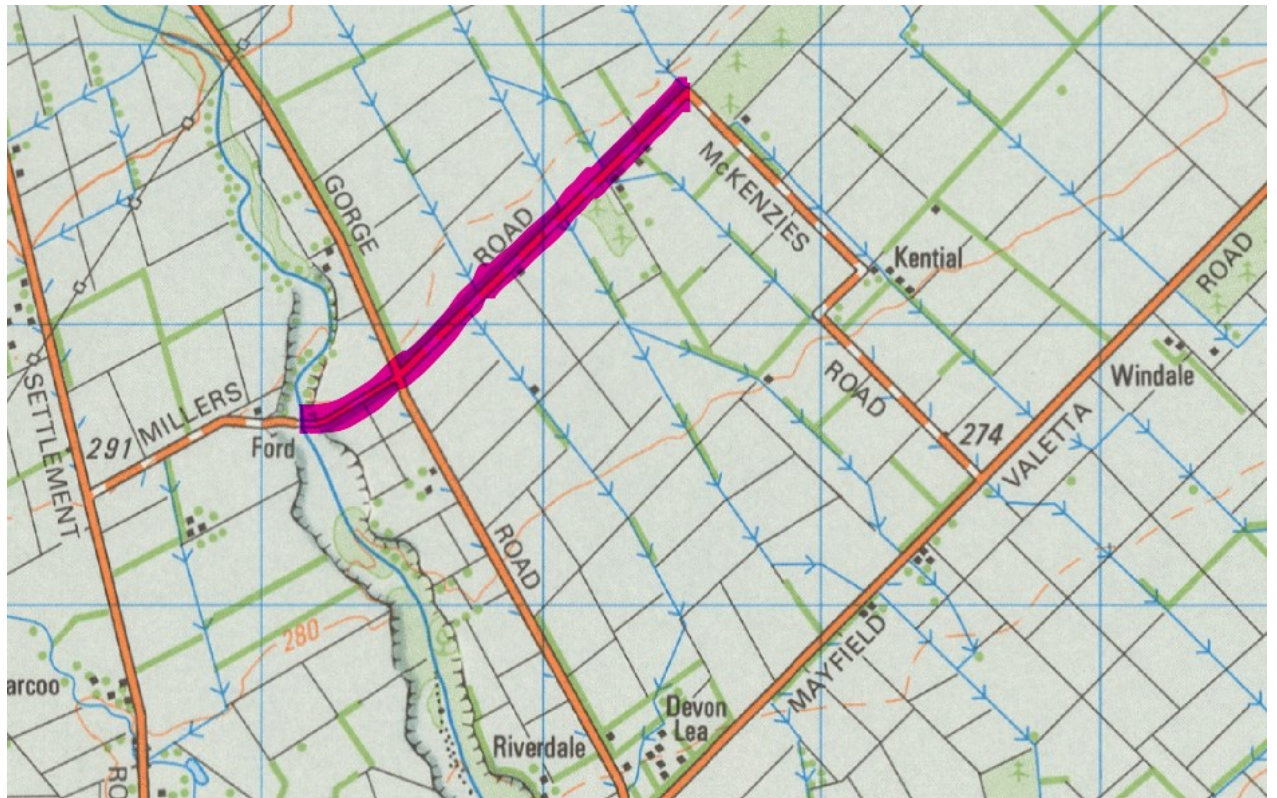 GORGE
ROAD
McKENZIES
Kential
ROAD
MILLERS
ROAD
Windale
SETTLEMENT
291
Ford
274
VALETTA
ROAD
280
MAYFIELD
arcoo
Devon
Lea
Riverdale
RO